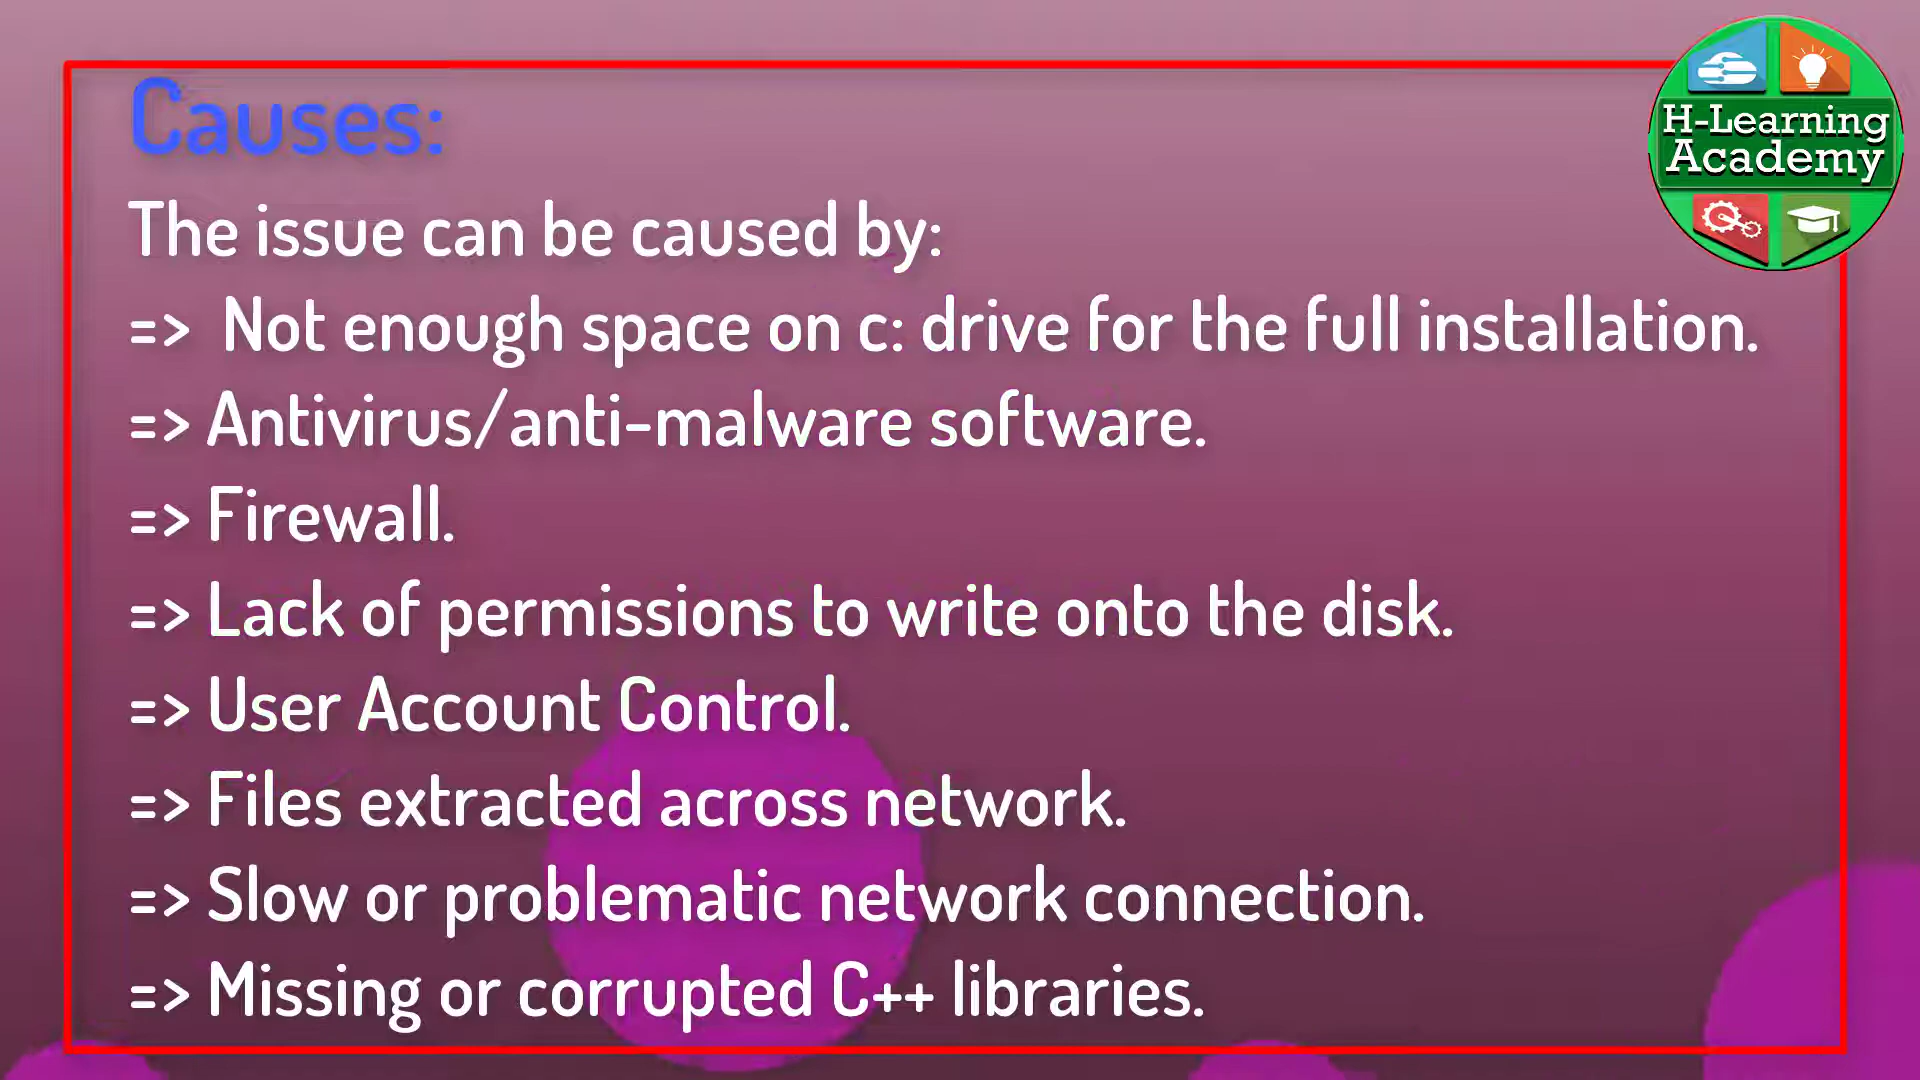 Causes:
The issue can be caused by:
=> Not enough space on c: drive for the full installation.
=> Antivirus/anti-malware software.
=> Firewall.
=> Lack of permissions to write onto the disk.
=> User Account Control.
=> Files extracted across network.
=> Slow or problematic network connection.
=> Missing or corrupted C++ libraries.
H-Learning
Academy